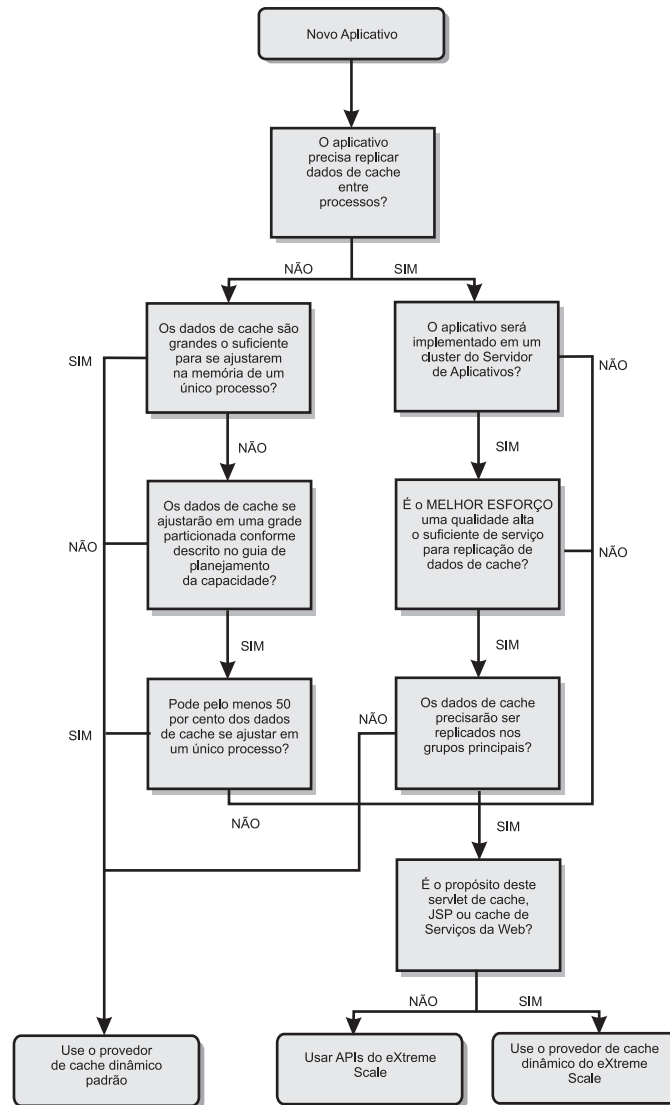 Novo Aplicativo
O aplicativo
precisa replicar
dados de cache
entre
processos?
NÃO
SIM
Os dados de cache são
grandes o suficiente
para se ajustarem
na memória de um
único processo?
O aplicativo será
implementado em um
cluster do Servidor
de Aplicativos?
SIM
NÃO
NÃO
SIM
Os dados de cache se
ajustarão em uma grade
particionada conforme
descrito no guia de
planejamento
da capacidade?
É o MELHOR ESFORÇO
uma qualidade alta
o suficiente de serviço
para replicação de
dados de cache?
NÃO
NÃO
SIM
SIM
Pode pelo menos 50
por cento dos dados
de cache se ajustar em
um único processo?
Os dados de cache
precisarão ser
replicados nos
grupos principais?
SIM
NÃO
NÃO
SIM
É o propósito deste
servlet de cache,
JSP ou cache de
Serviços da Web?
NÃO
SIM
Use o provedor
de cache dinâmico
padrão
Usar APIs do eXtreme
Scale
Use o provedor de cache
dinâmico do eXtreme
Scale